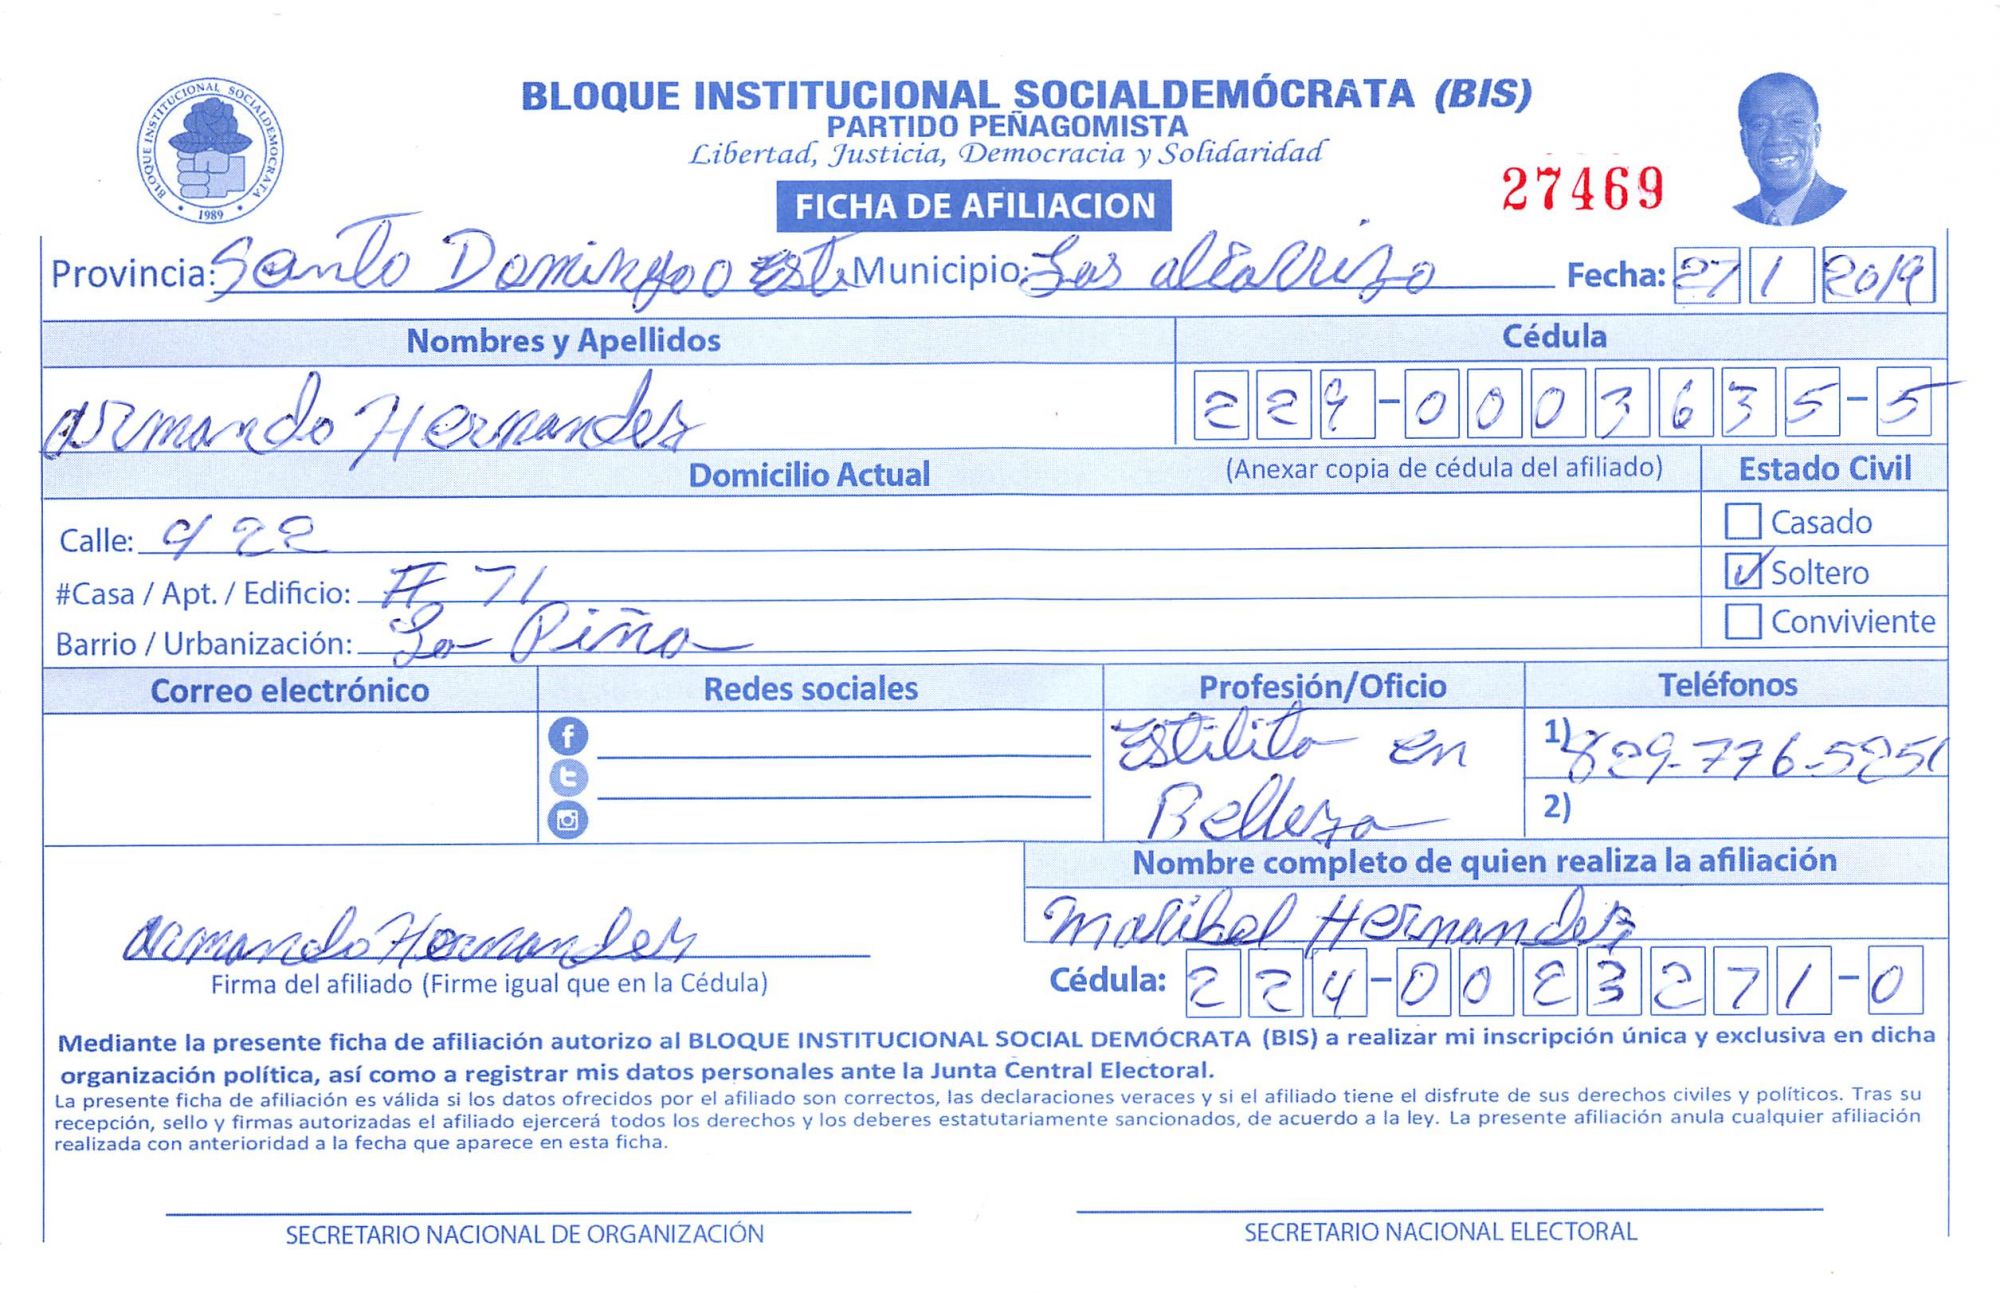 BLOQUE INSTITUCIONAL SOCIALDEMOCRATA
1989
BLOQUE INSTITUCIONAL SOCIALDEMÓCRATA (BIS)
PARTIDO PEÑAGOMISTA
Libertad, Justicia, Democracia y Solidaridad
FICHA DE AFILIACION
27469
Provincia: Santo Domingo Este Municipio: Los alcarrizo Fecha: 27 1 2019
Nombres y Apellidos Cédula
Armando Hernandez 229-0003635-5
Domicilio Actual (Anexar copia de cédula del afiliado) Estado Civil
Calle: c/ 22 Casado
#Casa / Apt. / Edificio: # 71 Soltero
Barrio / Urbanización: La Piña Conviviente
Correo electrónico Redes sociales Profesión/Oficio Teléfonos
Estilita en 1) 829-776-5251
Belleza 2)
Nombre completo de quien realiza la afiliación
Armando Hernandez Maribel Hernandez
Firma del afiliado (Firme igual que en la Cédula) Cédula: 224-0023271-0
Mediante la presente ficha de afiliación autorizo al BLOQUE INSTITUCIONAL SOCIAL DEMÓCRATA (BIS) a realizar mi inscripción única y exclusiva en dicha
organización política, así como a registrar mis datos personales ante la Junta Central Electoral.
La presente ficha de afiliación es válida si los datos ofrecidos por el afiliado son correctos, las declaraciones veraces y si el afiliado tiene el disfrute de sus derechos civiles y políticos. Tras su
recepción, sello y firmas autorizadas el afiliado ejercerá todos los derechos y los deberes estatutariamente sancionados, de acuerdo a la ley. La presente afiliación anula cualquier afiliación
realizada con anterioridad a la fecha que aparece en esta ficha.
SECRETARIO NACIONAL DE ORGANIZACIÓN SECRETARIO NACIONAL ELECTORAL